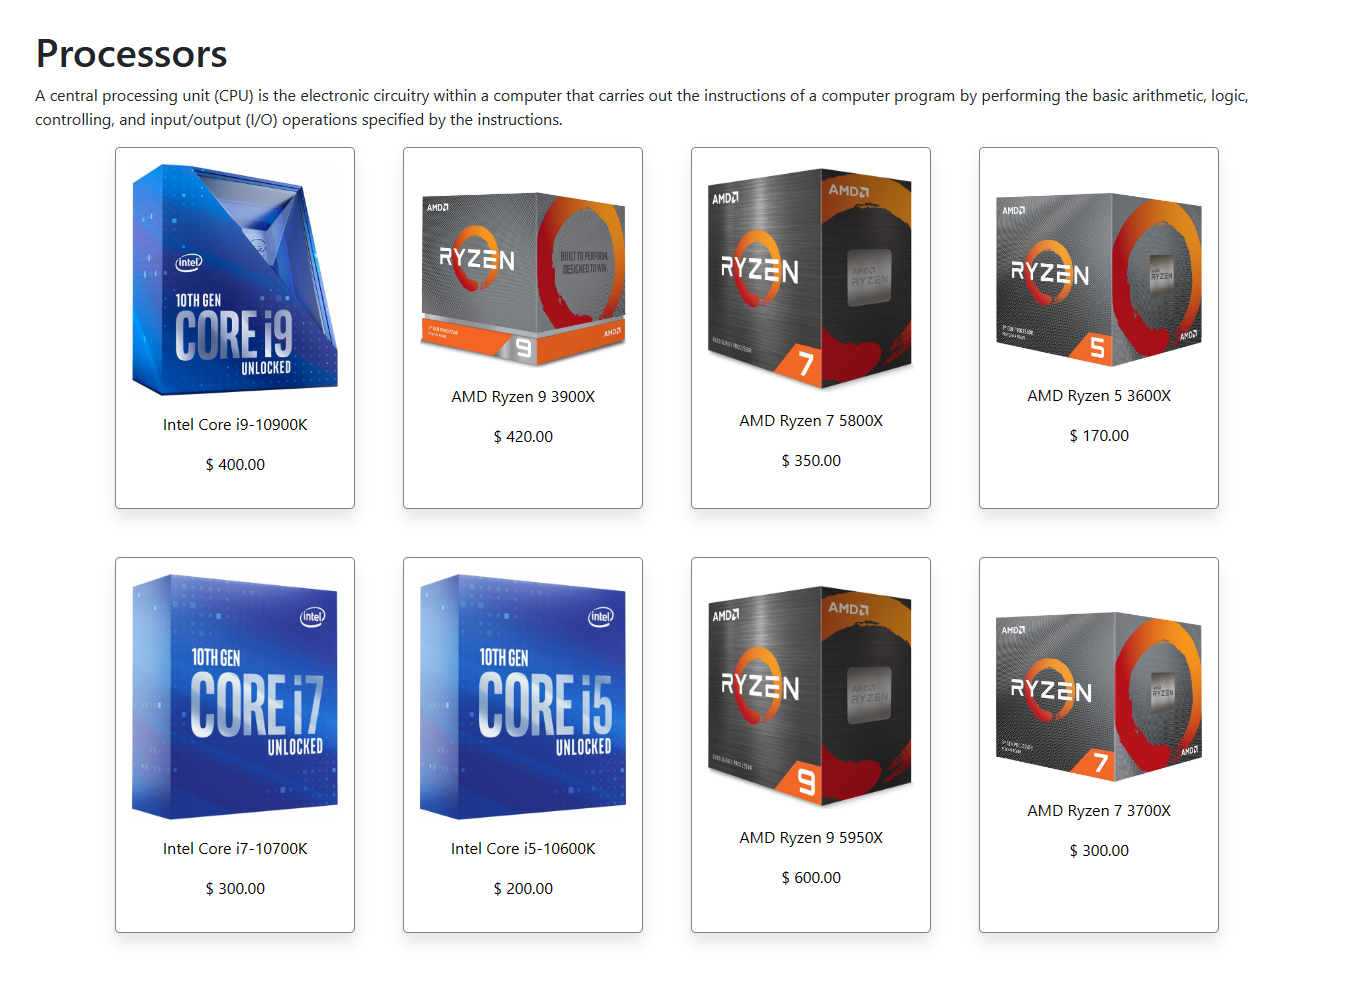 Processors
A central processing unit (CPU) is the electronic circuitry within a computer that carries out the instructions of a computer program by performing the basic arithmetic, logic,
controlling, and input/output (I/O) operations specified by the instructions.
intel
10TH GEN
CORE i9
UNLOCKED
Intel Core i9-10900K
$ 400.00
AMD
RYZEN
BUILT TO PERFORM.
DESIGNED TO WIN.
9
AMD
AMD Ryzen 9 3900X
$ 420.00
AMD
AMD
RYZEN
AMD
RYZEN
7
AMD Ryzen 7 5800X
$ 350.00
AMD
RYZEN
RYZEN
5
AMD
AMD Ryzen 5 3600X
$ 170.00
intel
10TH GEN
CORE i7
UNLOCKED
Intel Core i7-10700K
$ 300.00
intel
10TH GEN
CORE i5
UNLOCKED
Intel Core i5-10600K
$ 200.00
AMD
AMD
RYZEN
AMD
RYZEN
9
AMD Ryzen 9 5950X
$ 600.00
AMD
RYZEN
RYZEN
7
AMD
AMD Ryzen 7 3700X
$ 300.00